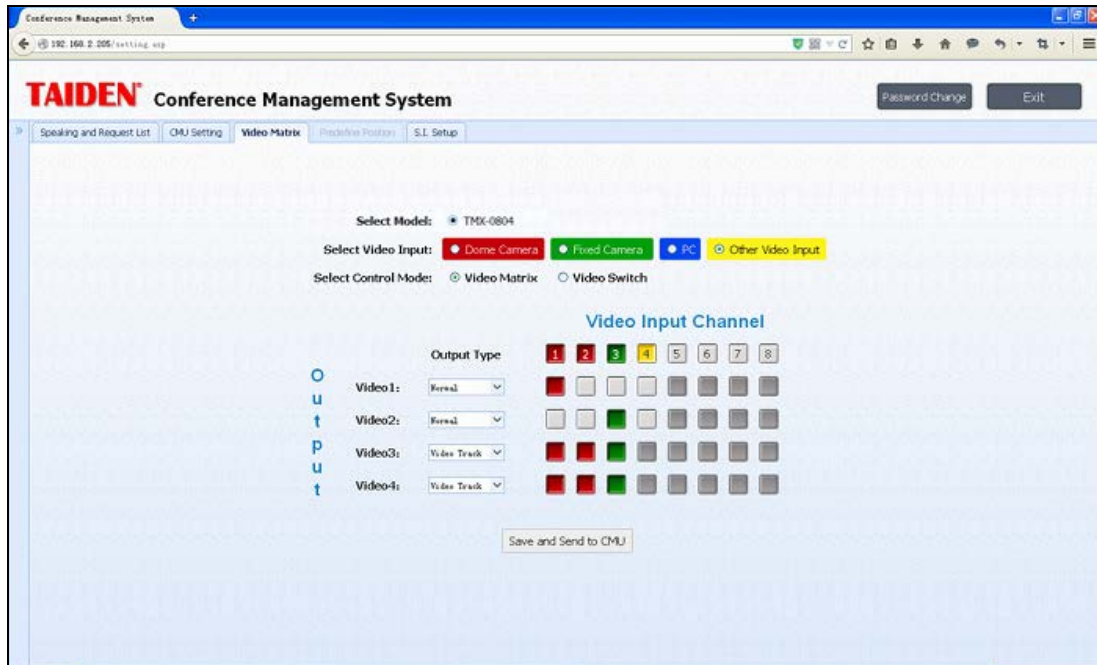 Conference Management System
192.168.2.205/setting.asp
TAIDEN Conference Management System
Password Change
Exit
Speaking and Request List
CMU Setting
Video Matrix
Predefine Position
S.I. Setup
Select Model: TMX-0804
Select Video Input: Dome Camera Fixed Camera PC Other Video Input
Select Control Mode: Video Matrix Video Switch
Video Input Channel
Output Type 1 2 3 4 5 6 7 8
Output
Video1: Normal
Video2: Normal
Video3: Video Track
Video4: Video Track
Save and Send to CMU